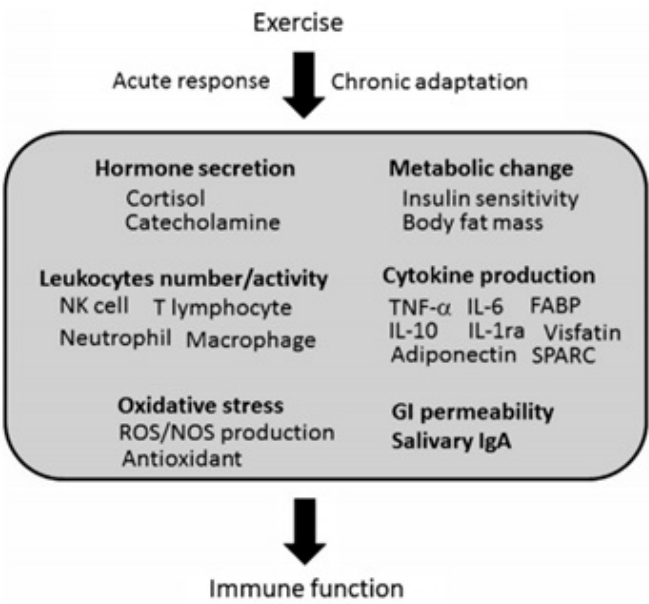 Exercise
Acute response Chronic adaptation
Hormone secretion
Cortisol
Catecholamine
Metabolic change
Insulin sensitivity
Body fat mass
Leukocytes number/activity
NK cell T lymphocyte
Neutrophil Macrophage
Cytokine production
TNF-α IL-6 FABP
IL-10 IL-1ra Visfatin
Adiponectin SPARC
Oxidative stress
ROS/NOS production
Antioxidant
GI permeability
Salivary IgA
Immune function